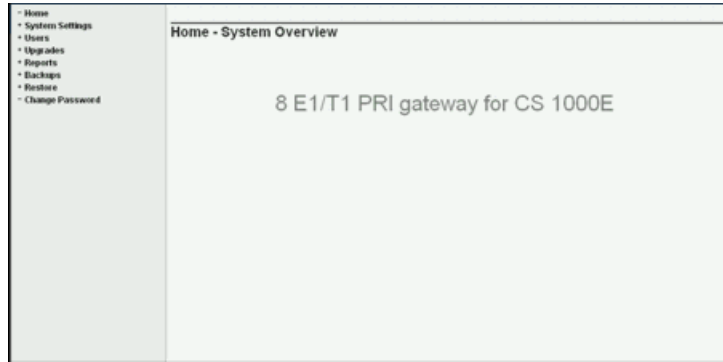 - Home
+ System Settings
+ Users
+ Upgrades
+ Reports
+ Backups
+ Restore
- Change Password
Home - System Overview
8 E1/T1 PRI gateway for CS 1000E